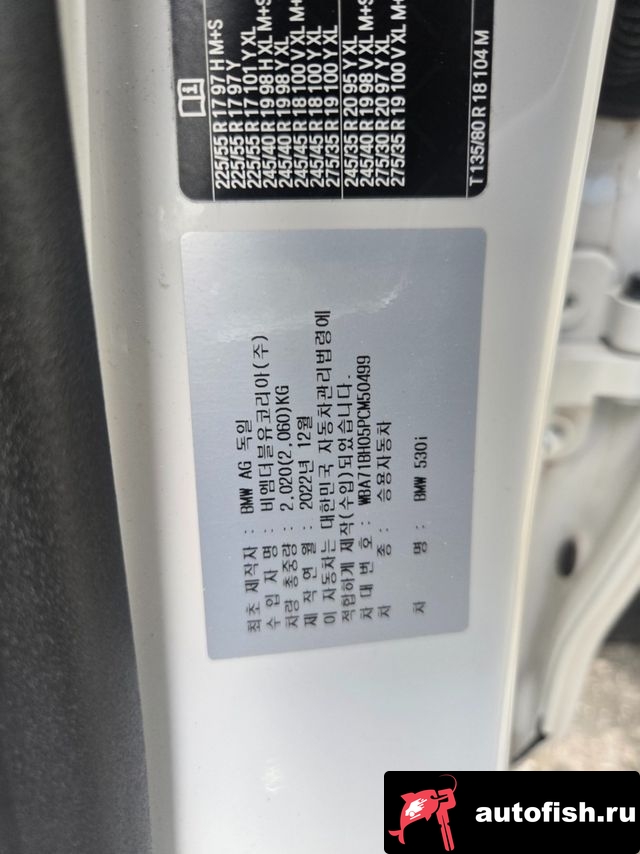 225/55 R 17 97 H M+S
225/55 R 17 97 Y
225/55 R 17 101 Y XL
245/40 R 19 98 H XL M+S
245/40 R 19 98 Y XL
245/45 R 18 100 V XL M+
245/45 R 18 100 Y XL
275/35 R 19 100 Y XL
245/35 R 20 95 Y XL
245/40 R 19 98 V XL M+S
275/30 R 20 97 Y XL
275/35 R 19 100 V XL M+
T 135/80 R 18 104 M
최초 제작자 : BMW AG 독일
수 입 자 명 : 비엠더블유코리아(주)
차량 총중량 : 2,020(2,060)KG
제 작 연 월 : 2022년 12월
이 자동차는 대한민국 자동차관리법령에
적합하게 제작(수입)되었습니다.
차 대 번 호 : WBA71BH05PCM50499
차 종 : 승용자동차
차 명 : BMW 530i
autofish.ru